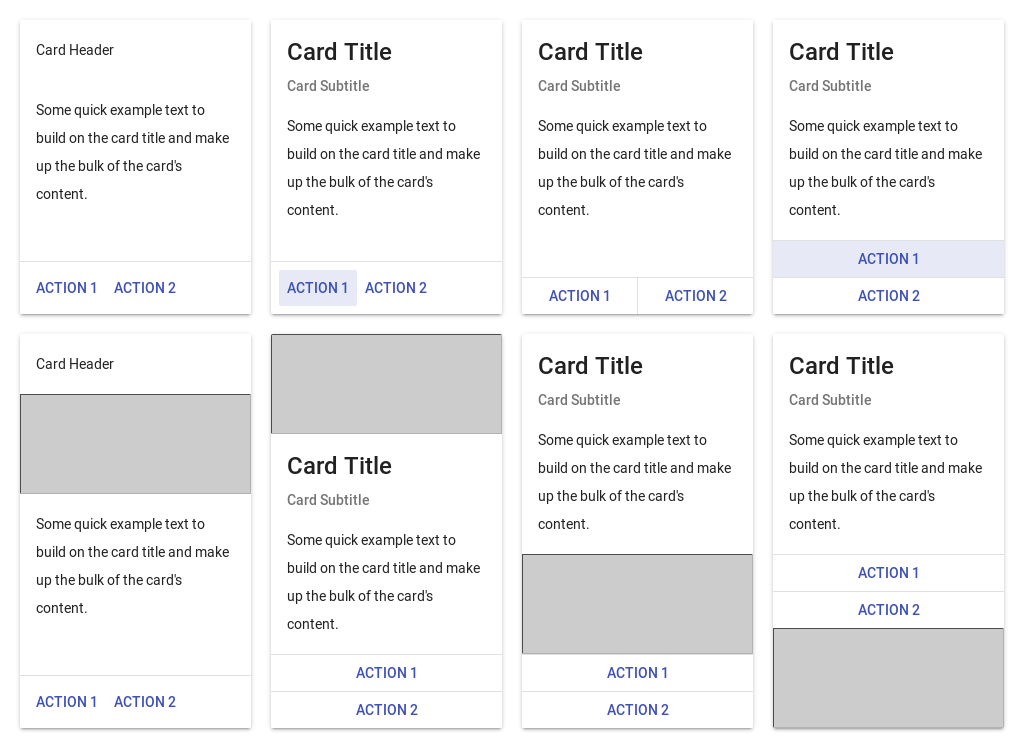 Card Header
Some quick example text to
build on the card title and make
up the bulk of the card's
content.
ACTION 1 ACTION 2
Card Title
Card Subtitle
Some quick example text to
build on the card title and make
up the bulk of the card's
content.
ACTION 1 ACTION 2
Card Title
Card Subtitle
Some quick example text to
build on the card title and make
up the bulk of the card's
content.
ACTION 1 ACTION 2
Card Title
Card Subtitle
Some quick example text to
build on the card title and make
up the bulk of the card's
content.
ACTION 1
ACTION 2
Card Header
Some quick example text to
build on the card title and make
up the bulk of the card's
content.
ACTION 1 ACTION 2
Card Title
Card Subtitle
Some quick example text to
build on the card title and make
up the bulk of the card's
content.
ACTION 1
ACTION 2
Card Title
Card Subtitle
Some quick example text to
build on the card title and make
up the bulk of the card's
content.
ACTION 1
ACTION 2
Card Title
Card Subtitle
Some quick example text to
build on the card title and make
up the bulk of the card's
content.
ACTION 1
ACTION 2